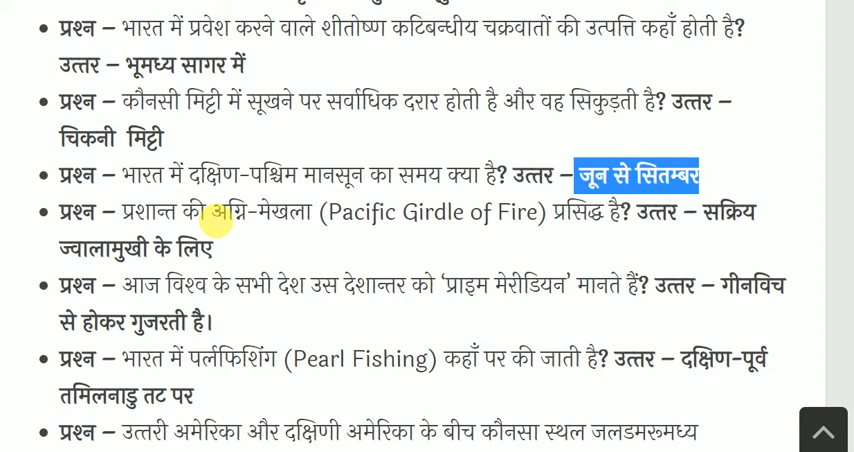 प्रश्न – भारत में प्रवेश करने वाले शीतोष्ण कटिबन्धीय चक्रवातों की उत्पत्ति कहाँ होती है?
उत्तर – भूमध्य सागर में
प्रश्न – कौनसी मिट्टी में सूखने पर सर्वाधिक दरार होती है और वह सिकुड़ती है? उत्तर –
चिकनी मिट्टी
प्रश्न – भारत में दक्षिण-पश्चिम मानसून का समय क्या है? उत्तर – जून से सितम्बर
प्रश्न – प्रशान्त की अग्नि-मेखला (Pacific Girdle of Fire) प्रसिद्ध है? उत्तर – सक्रिय
ज्वालामुखी के लिए
प्रश्न – आज विश्व के सभी देश उस देशान्तर को ‘प्राइम मेरीडियन’ मानते हैं? उत्तर – गीनविच
से होकर गुजरती है।
प्रश्न – भारत में पर्लफिशिंग (Pearl Fishing) कहाँ पर की जाती है? उत्तर – दक्षिण-पूर्व
तमिलनाडु तट पर
प्रश्न – उत्तरी अमेरिका और दक्षिणी अमेरिका के बीच कौनसा स्थल जलडमरूमध्य